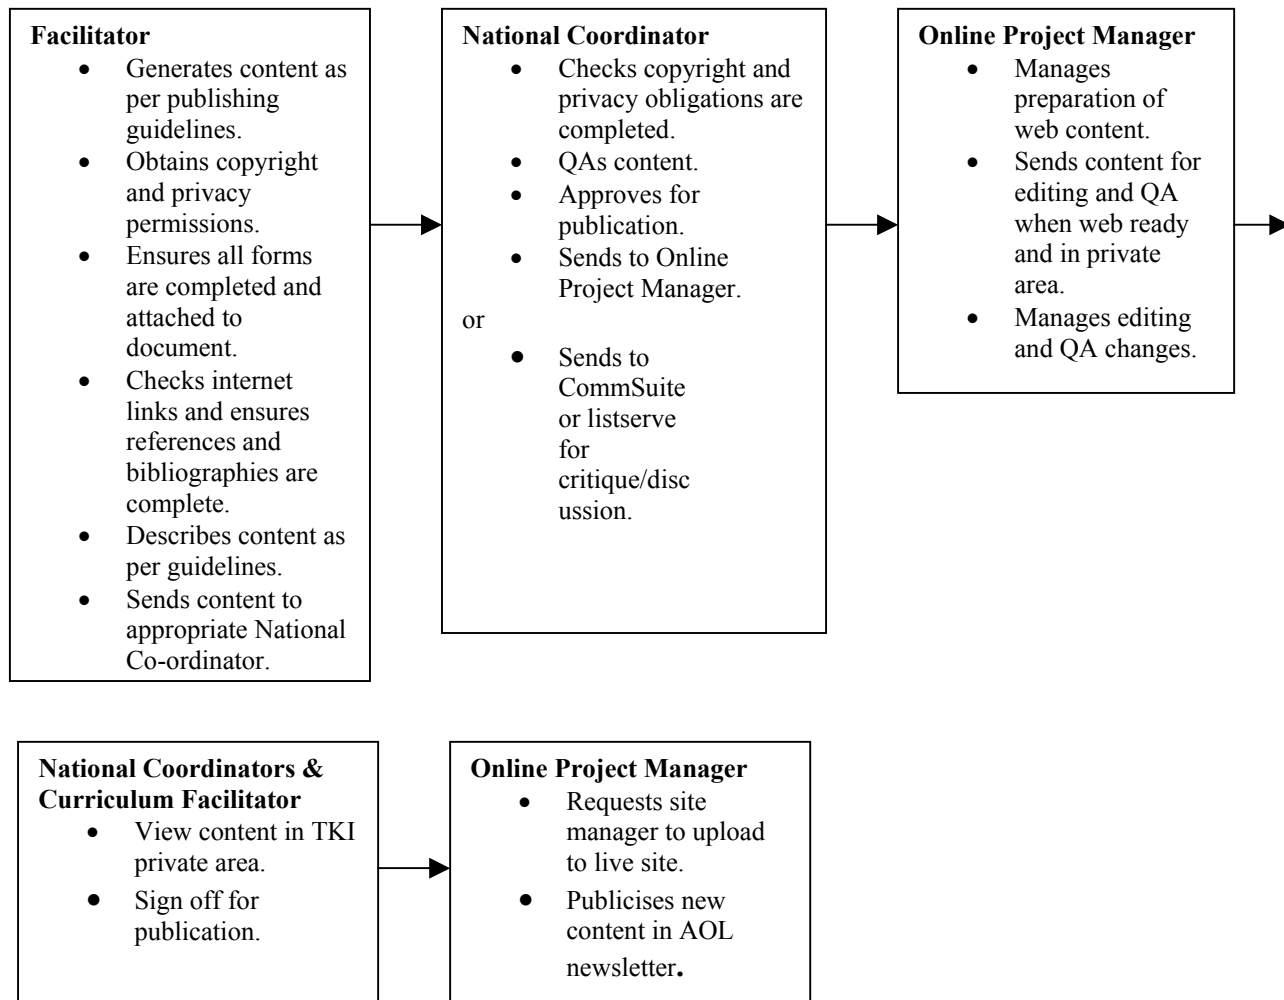 Facilitator
• Generates content as
per publishing
guidelines.
• Obtains copyright
and privacy
permissions.
• Ensures all forms
are completed and
attached to
document.
• Checks internet
links and ensures
references and
bibliographies are
complete.
• Describes content as
per guidelines.
• Sends content to
appropriate National
Co-ordinator.
National Coordinator
• Checks copyright and
privacy obligations are
completed.
• QAs content.
• Approves for
publication.
• Sends to Online
Project Manager.
or
• Sends to
CommSuite
or listserve
for
critique/disc
ussion.
Online Project Manager
• Manages
preparation of
web content.
• Sends content for
editing and QA
when web ready
and in private
area.
• Manages editing
and QA changes.
National Coordinators &
Curriculum Facilitator
• View content in TKI
private area.
• Sign off for
publication.
Online Project Manager
• Requests site
manager to upload
to live site.
• Publicises new
content in AOL
newsletter.